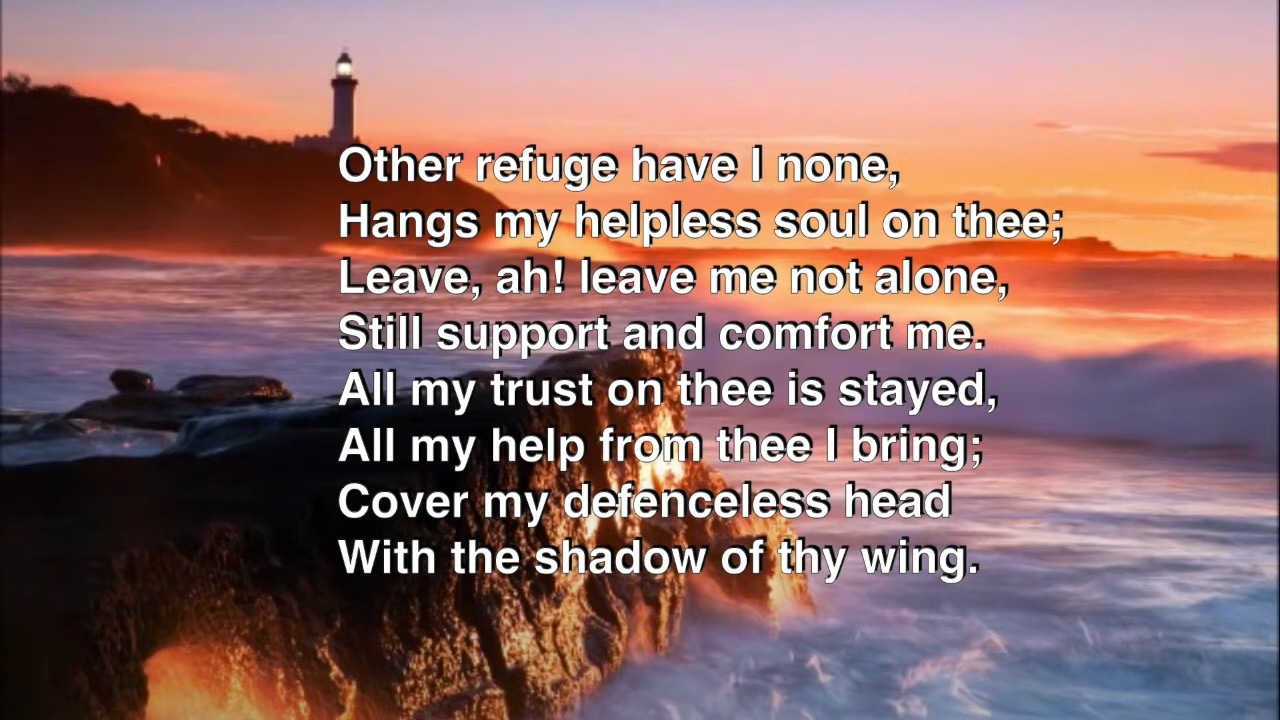 Other refuge have I none,
Hangs my helpless soul on thee;
Leave, ah! leave me not alone,
Still support and comfort me.
All my trust on thee is stayed,
All my help from thee I bring;
Cover my defenceless head
With the shadow of thy wing.